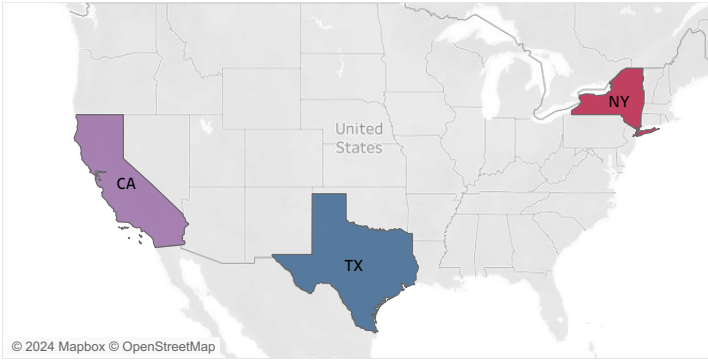 NY
United
States
CA
TX
© 2024 Mapbox © OpenStreetMap